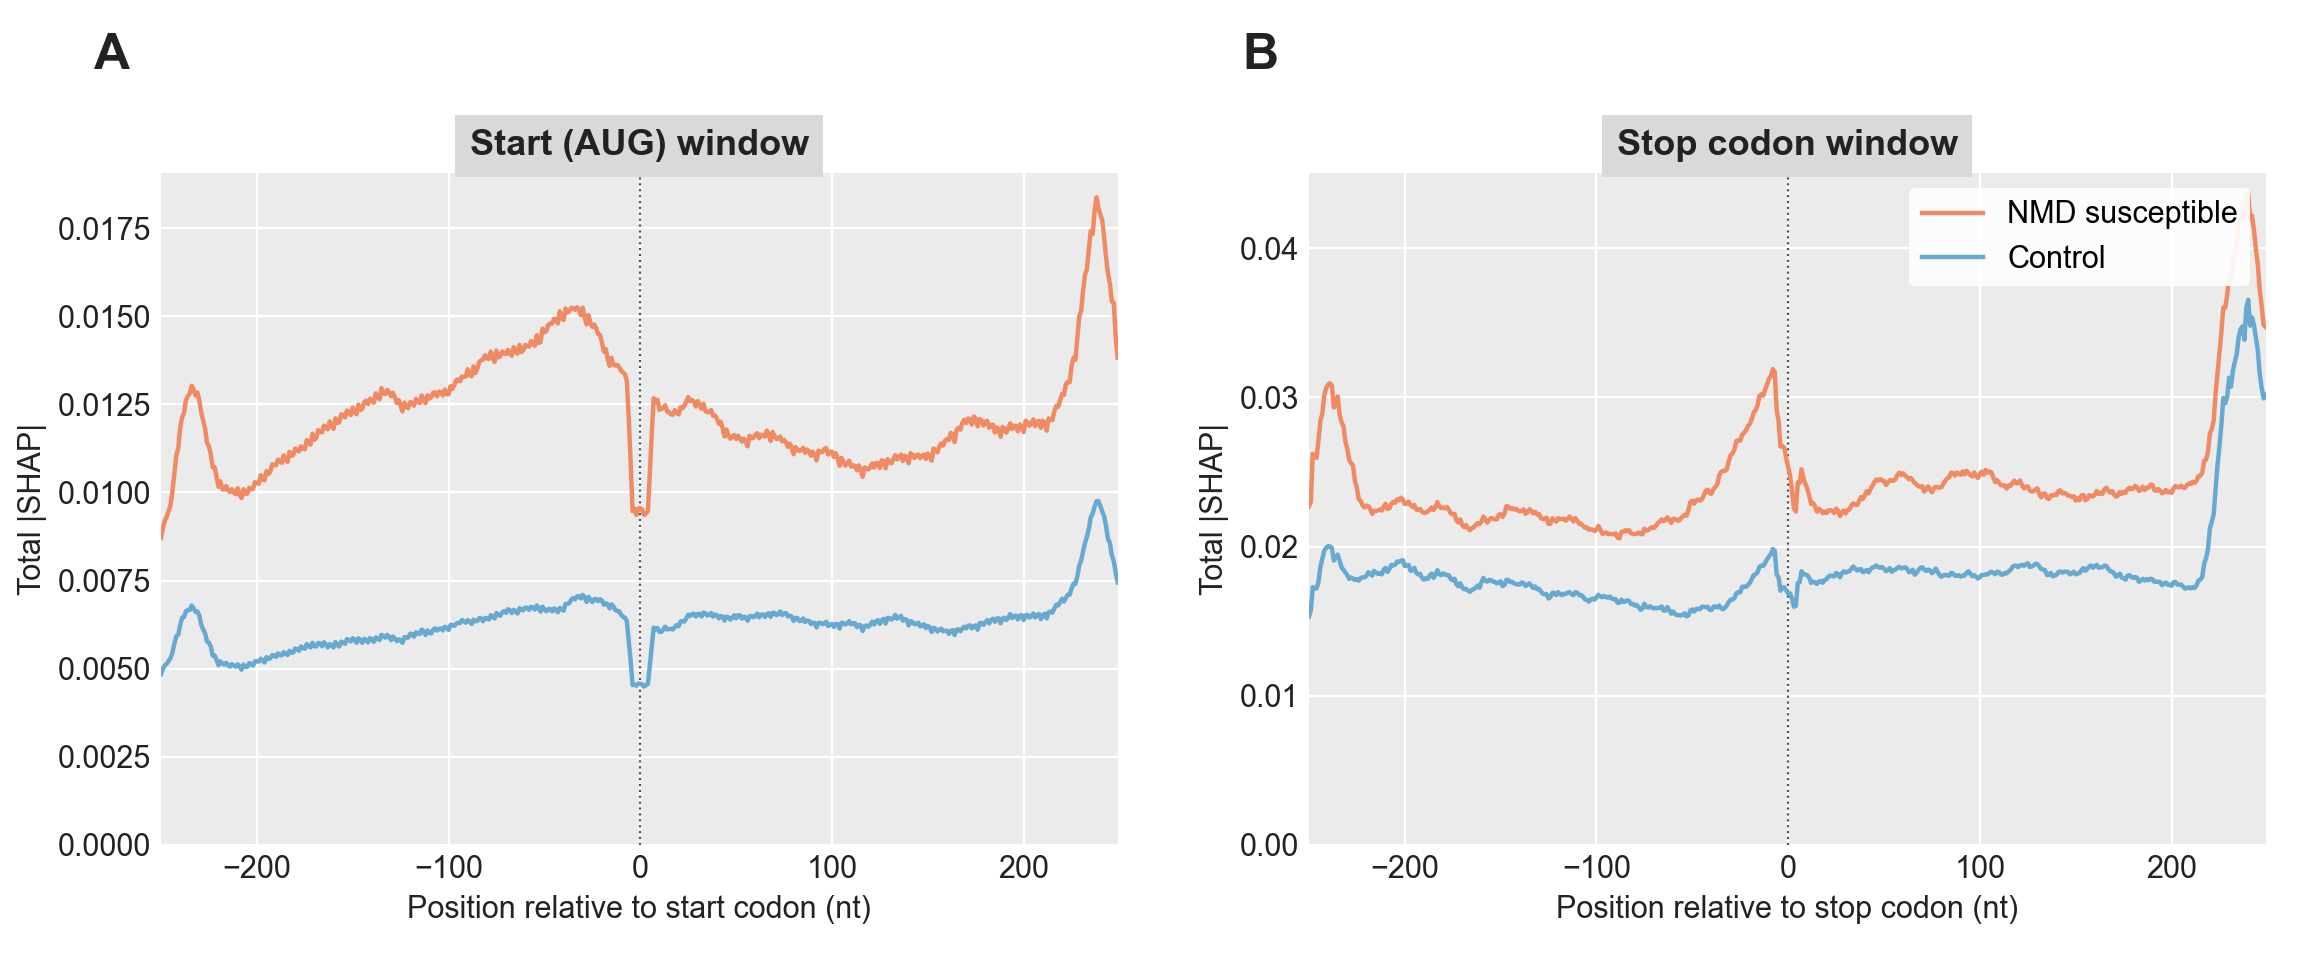 A
B
Start (AUG) window
Stop codon window
NMD susceptible
Control
Total |SHAP|
0.0175
0.0150
0.0125
0.0100
0.0075
0.0050
0.0025
0.0000
−200
−100
0
100
200
Position relative to start codon (nt)
Total |SHAP|
0.04
0.03
0.02
0.01
0.00
−200
−100
0
100
200
Position relative to stop codon (nt)